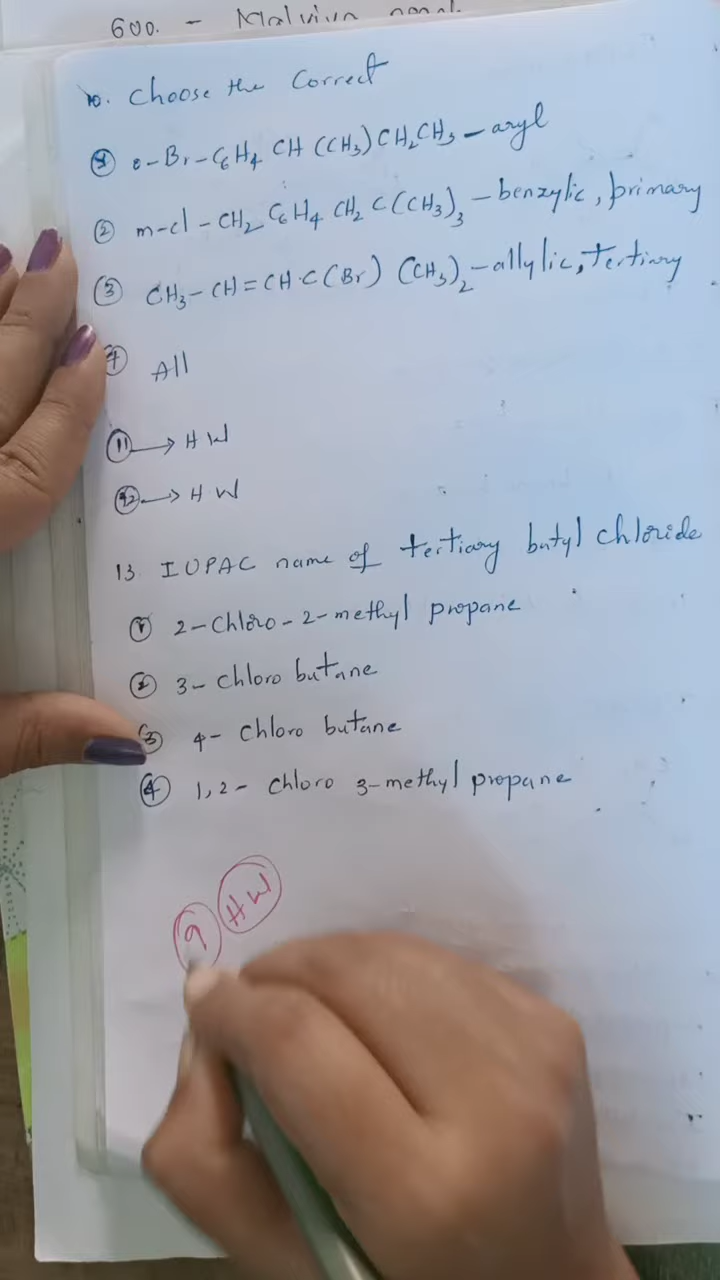 600. - Malviya
10. Choose the Correct
① o-Br-C6H4 CH (CH3) CH2CH3 - aryl
② m-cl - CH2 C6H4 CH2 C(CH3)3 - benzylic, primary
③ CH3 - CH = CH·C(Br) (CH3)2 - allylic, Tertiary
④ All
⑪ → HW
⑫ → HW
13. IUPAC name of tertiary butyl chloride
① 2-Chloro-2-methyl propane
② 3- chloro butane
③ 4- chloro butane
④ 1,2- chloro 3-methyl propane
9 HW